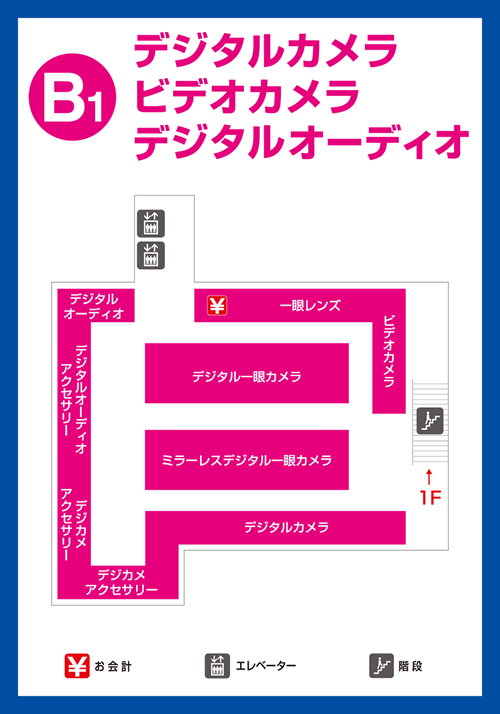 B1
デジタルカメラ
ビデオカメラ
デジタルオーディオ
デジタル
オーディオ
¥
一眼レンズ
ビデオカメラ
デジタルオーディオ
アクセサリー
デジタル一眼カメラ
ミラーレスデジタル一眼カメラ
1F
デジカメ
アクセサリー
デジタルカメラ
デジカメ
アクセサリー
¥ お会計
エレベーター
階段